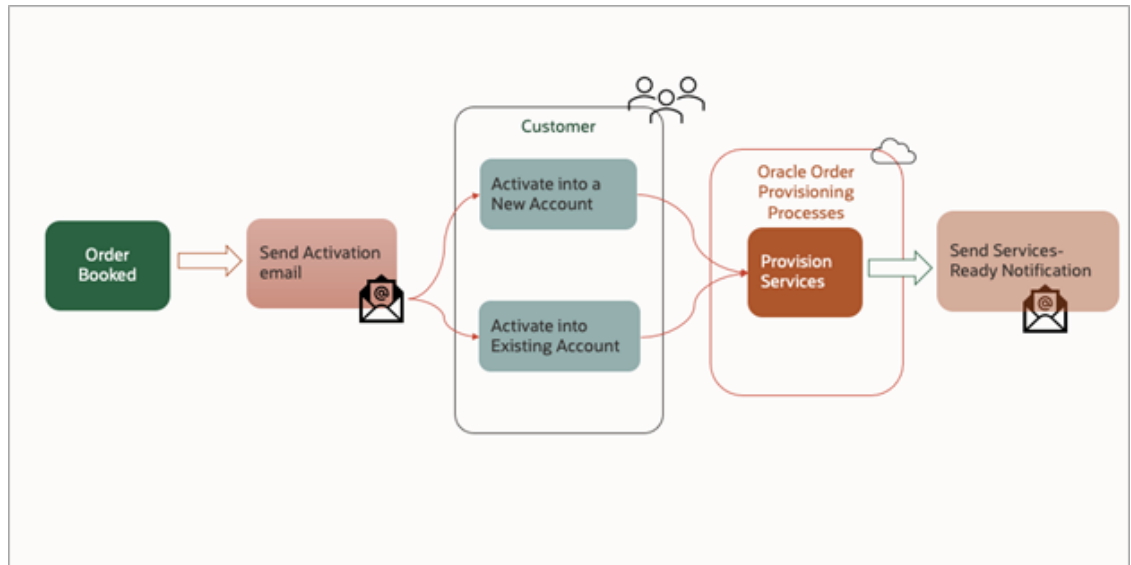 Order
Booked
Send Activation
email
@
Customer
Activate into a
New Account
Activate into
Existing Account
Oracle Order
Provisioning
Processes
Provision
Services
Send Services-
Ready Notification
@